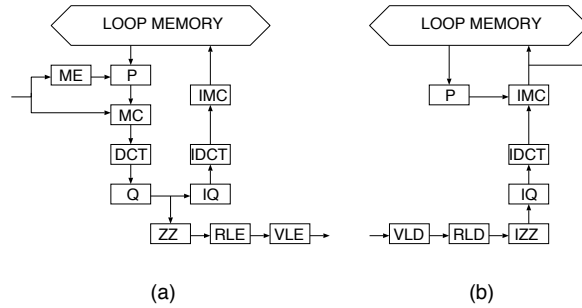 LOOP MEMORY
ME
P
IMC
MC
DCT
IDCT
Q
IQ
ZZ
RLE
VLE
(a)
LOOP MEMORY
P
IMC
IDCT
IQ
VLD
RLD
IZZ
(b)